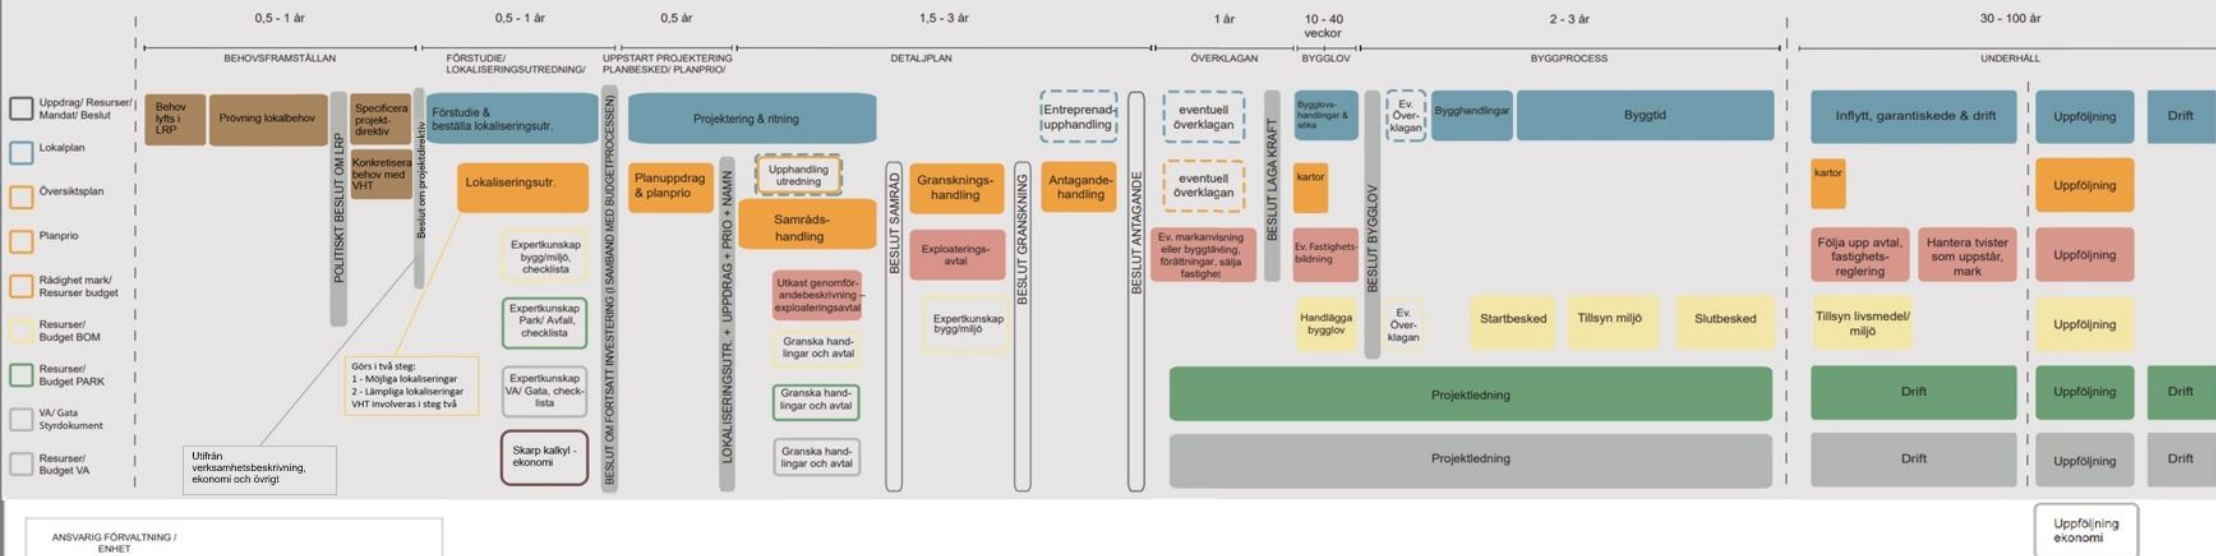 0,5 - 1 år
0,5 - 1 år
0,5 år
1,5 - 3 år
1 år
10 - 40
veckor
2 - 3 år
30 - 100 år
BEHOVSFRAMSTÄLLAN
FÖRSTUDIE/
LOKALISERINGSUTREDNING/
UPPSTART PROJEKTERING
PLANBESKED/ PLANPRIO/
DETALJPLAN
ÖVERKLAGAN
BYGGLOV
BYGGPROCESS
UNDERHÅLL
Uppdrag/ Resurser/
Mandat/ Beslut
Lokalplan
Översiktsplan
Planprio
Rådighet mark/
Resurser budget
Resurser/
Budget BOM
Resurser/
Budget PARK
VA/ Gata
Styrdokument
Resurser/
Budget VA
Behov
lyfts i
LRP
Prövning lokalbehov
POLITISKT BESLUT OM LRP
Specificera
projekt-
direktiv
Konkretisera
behov med
VHT
Beslut om projektdirektiv
Förstudie &
beställa lokaliseringsutr.
Lokaliseringsutr.
Expertkunskap
bygg/miljö,
checklista
Expertkunskap
Park/ Avfall,
checklista
Expertkunskap
VA/ Gata, check-
lista
Skarp kalkyl -
ekonomi
Görs i två steg:
1 - Möjliga lokaliseringar
2 - Lämpliga lokaliseringar
VHT involveras i steg två
Utifrån
verksamhetsbeskrivning,
ekonomi och övrigt
BESLUT OM FORTSATT INVESTERING (I SAMBAND MED BUDGETPROCESSEN)
Projektering & ritning
Planuppdrag
& planprio
LOKALISERINGSUTR. + UPPDRAG + PRIO + NAMN
Upphandling
utredning
Samråds-
handling
Utkast genomför-
andebeskrivning –
exploateringsavtal
Granska hand-
lingar och avtal
Granska hand-
lingar och avtal
Granska hand-
lingar och avtal
BESLUT SAMRÅD
Gransknings-
handling
Exploaterings-
avtal
Expertkunskap
bygg/miljö
BESLUT GRANSKNING
Entreprenad-
upphandling
Antagande-
handling
BESLUT ANTAGANDE
eventuell
överklagan
eventuell
överklagan
Ev. markanvisning
eller byggtävling,
förättningar, sälja
fastighet
BESLUT LAGA KRAFT
Bygglovs-
handlingar &
söka
kartor
Ev. Fastighets-
bildning
Handlägga
bygglov
BESLUT BYGGLOV
Ev.
Över-
klagan
Ev.
Över-
klagan
Bygghandlingar
Byggtid
Startbesked
Tillsyn miljö
Slutbesked
Projektledning
Projektledning
Inflytt, garantiskede & drift
kartor
Följa upp avtal,
fastighets-
reglering
Hantera tvister
som uppstår,
mark
Tillsyn livsmedel/
miljö
Drift
Drift
Uppföljning
Uppföljning
Uppföljning
Uppföljning
Uppföljning
Uppföljning
Drift
Drift
Drift
ANSVARIG FÖRVALTNING /
ENHET
Uppföljning
ekonomi